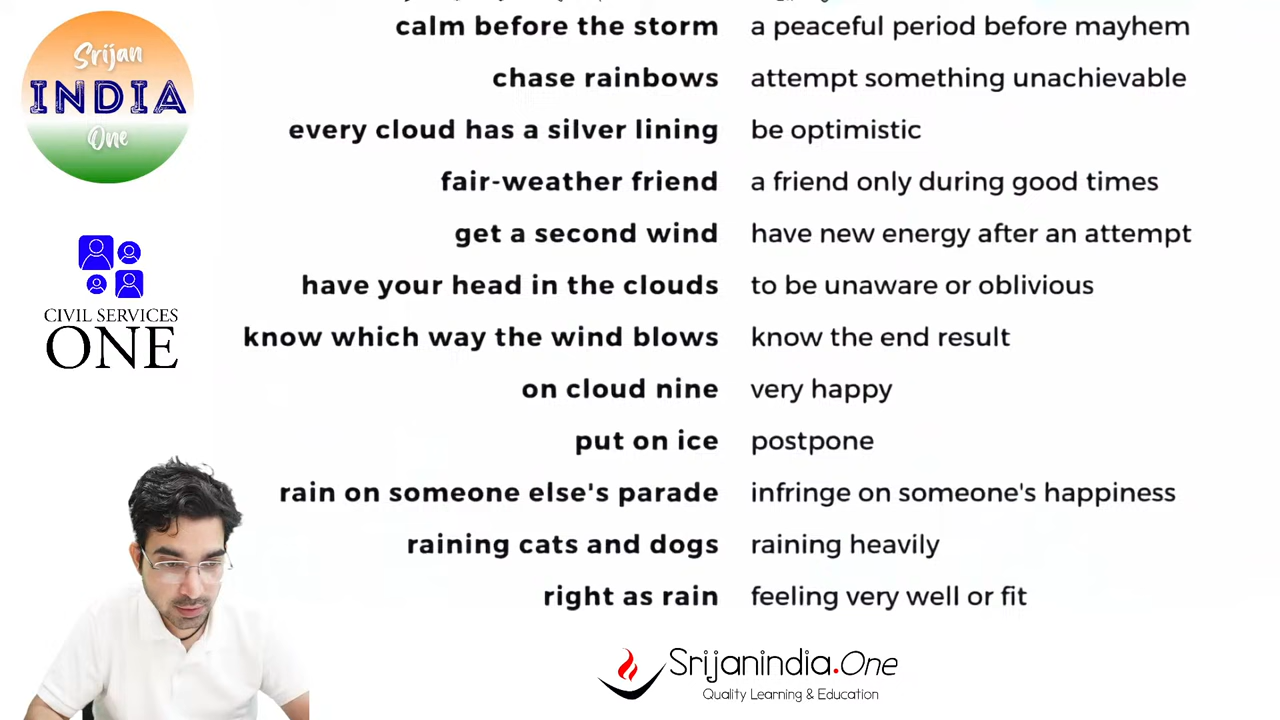 Srijan
INDIA
One
CIVIL SERVICES
ONE
calm before the storm a peaceful period before mayhem
chase rainbows attempt something unachievable
every cloud has a silver lining be optimistic
fair-weather friend a friend only during good times
get a second wind have new energy after an attempt
have your head in the clouds to be unaware or oblivious
know which way the wind blows know the end result
on cloud nine very happy
put on ice postpone
rain on someone else's parade infringe on someone's happiness
raining cats and dogs raining heavily
right as rain feeling very well or fit
Srijanindia.One
Quality Learning & Education